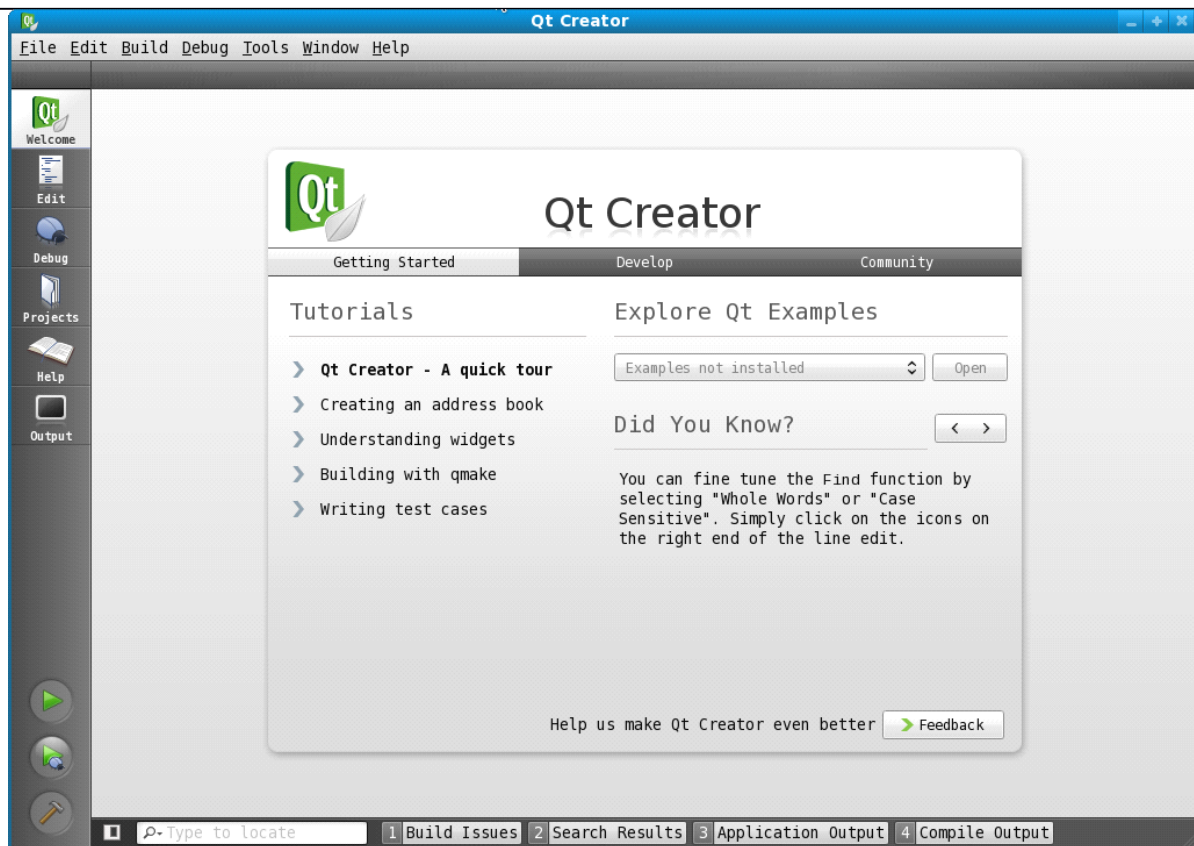 Qt Creator
File Edit Build Debug Tools Window Help
Qt
Welcome
Edit
Debug
Projects
Help
Output
Qt
Qt Creator
Getting Started Develop Community
Tutorials
Qt Creator - A quick tour
Creating an address book
Understanding widgets
Building with qmake
Writing test cases
Explore Qt Examples
Examples not installed Open
Did You Know?
You can fine tune the Find function by
selecting "Whole Words" or "Case
Sensitive". Simply click on the icons on
the right end of the line edit.
Help us make Qt Creator even better Feedback
Type to locate 1 Build Issues 2 Search Results 3 Application Output 4 Compile Output